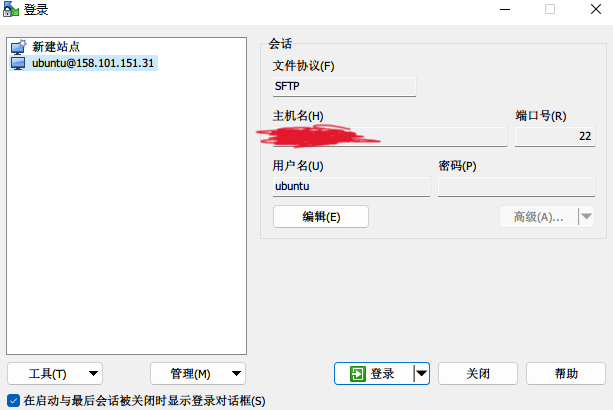 登录
新建站点
ubuntu@158.101.151.31
会话
文件协议(F)
SFTP
主机名(H) 端口号(R)
22
用户名(U) 密码(P)
ubuntu
编辑(E) 高级(A)...
工具(T) 管理(M) 登录 关闭 帮助
在启动与最后会话被关闭时显示登录对话框(S)